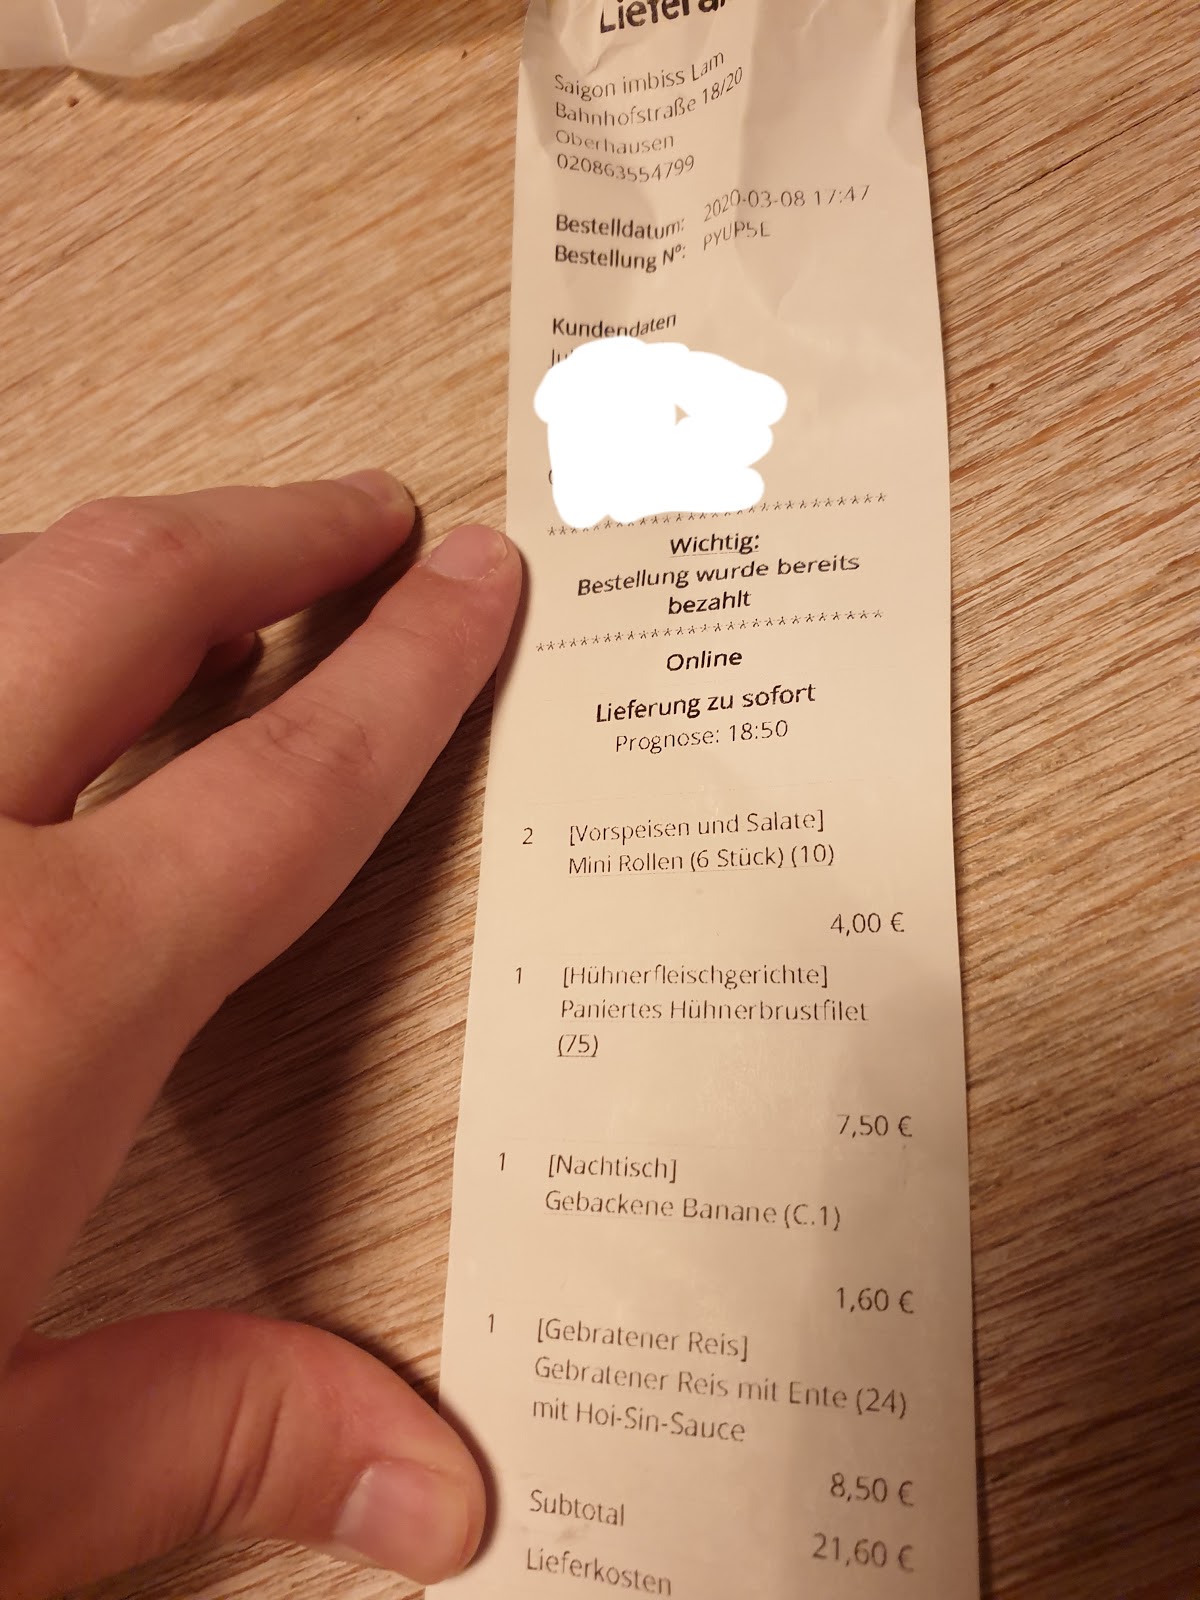 Saigon imbiss Lam
Bahnhofstraße 18/20
Oberhausen
020863554799
Bestelldatum: 2020-03-08 17:47
Bestellung Nº: PYUP5E
Kundendaten
***************************
Wichtig:
Bestellung wurde bereits
bezahlt
***************************
Online
Lieferung zu sofort
Prognose: 18:50
2 [Vorspeisen und Salate]
Mini Rollen (6 Stück) (10)
4,00 €
1 [Hühnerfleischgerichte]
Paniertes Hühnerbrustfilet
(75)
7,50 €
1 [Nachtisch]
Gebackene Banane (C.1)
1,60 €
1 [Gebratener Reis]
Gebratener Reis mit Ente (24)
mit Hoi-Sin-Sauce
8,50 €
Subtotal 21,60 €
Lieferkosten